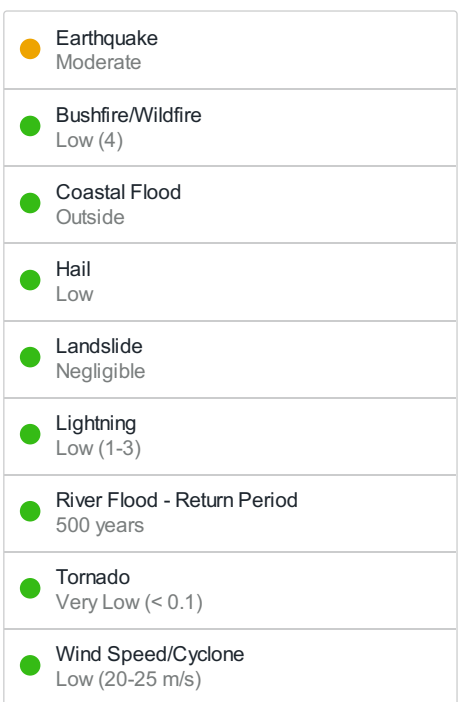 Earthquake
Moderate
Bushfire/Wildfire
Low (4)
Coastal Flood
Outside
Hail
Low
Landslide
Negligible
Lightning
Low (1-3)
River Flood - Return Period
500 years
Tornado
Very Low (< 0.1)
Wind Speed/Cyclone
Low (20-25 m/s)